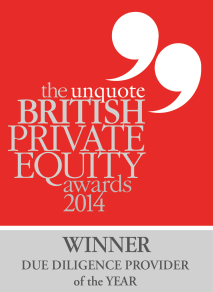 the unquote
BRITISH
PRIVATE
EQUITY
awards
2014
WINNER
DUE DILIGENCE PROVIDER
of the YEAR